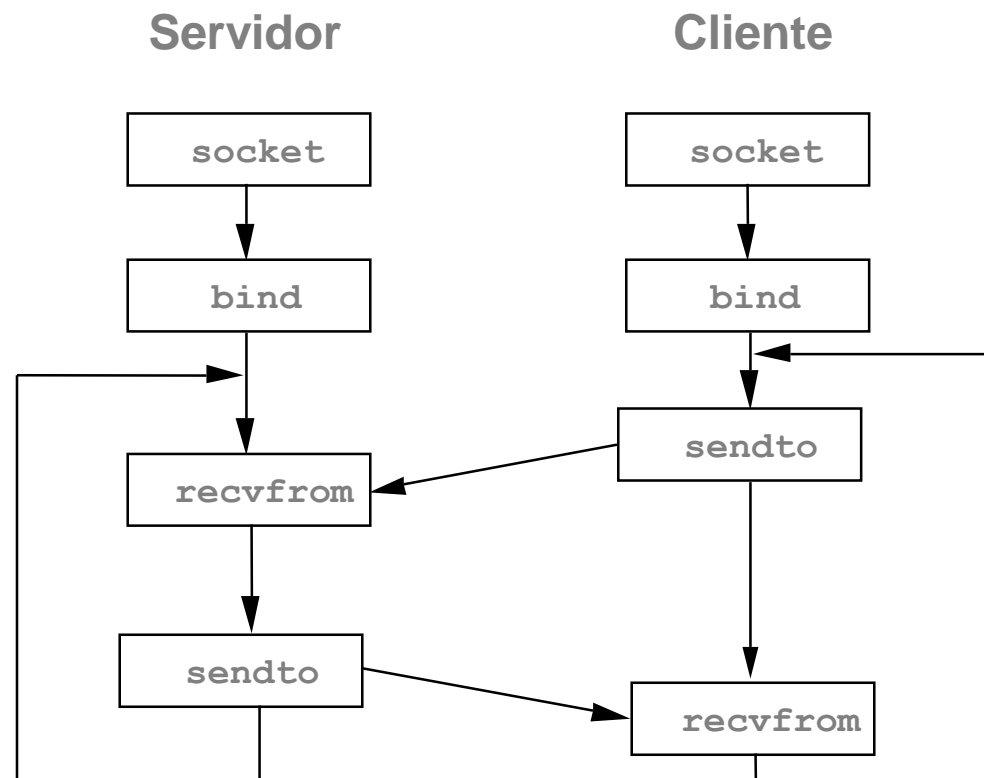 Servidor
Cliente
socket
socket
bind
bind
sendto
recvfrom
sendto
recvfrom